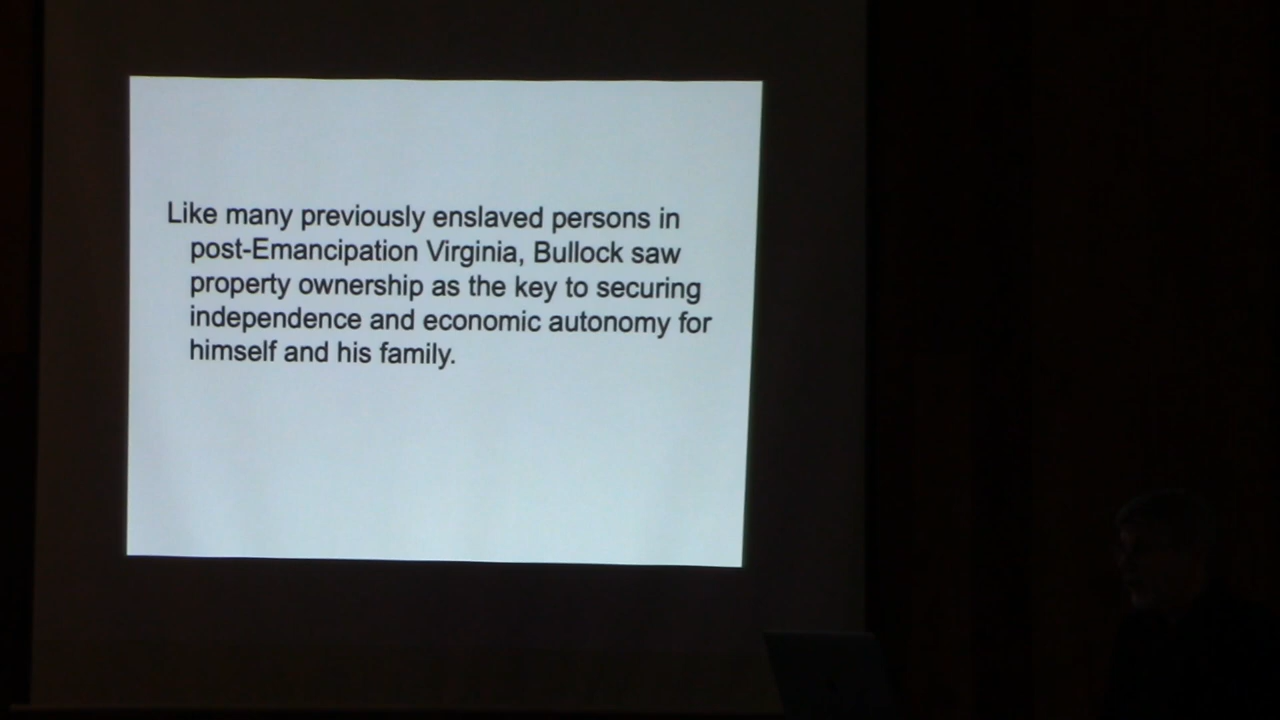 Like many previously enslaved persons in
post-Emancipation Virginia, Bullock saw
property ownership as the key to securing
independence and economic autonomy for
himself and his family.